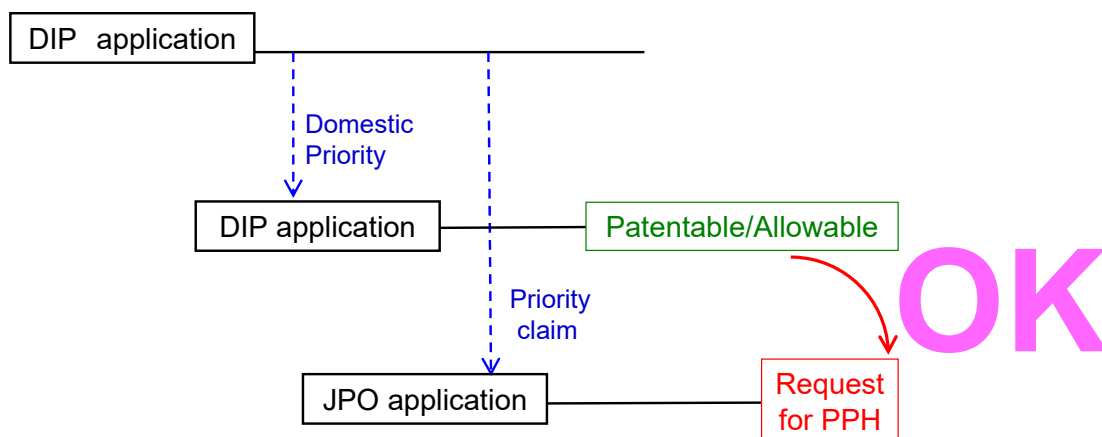 DIP application
Domestic
Priority
DIP application
Patentable/Allowable
OK
Priority
claim
JPO application
Request
for PPH